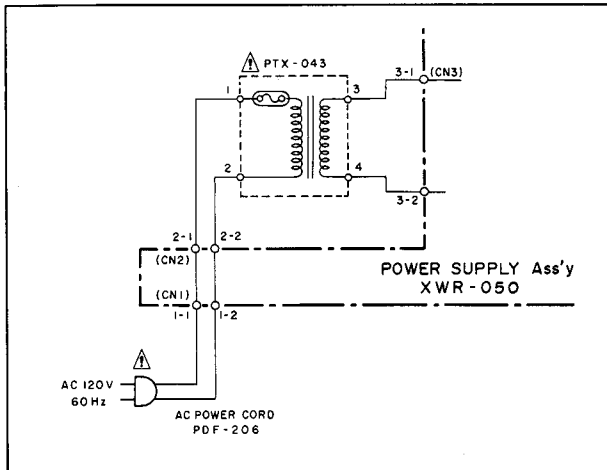 PTX-043
3-1 (CN3)
1
3
2
4
3-2
2-1
2-2
(CN2)
POWER SUPPLY Ass'y
XWR-050
(CN1)
1-1
1-2
AC 120V
60Hz
AC POWER CORD
PDF-206